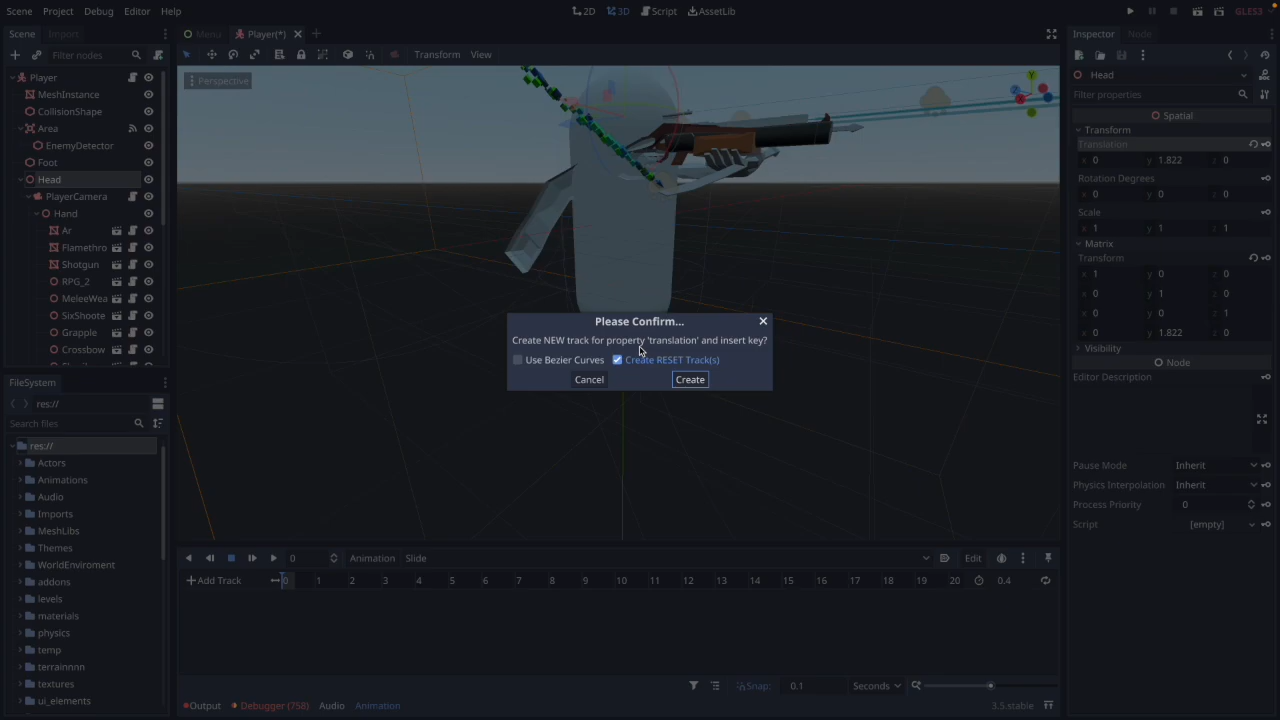 Scene Project Debug Editor Help
2D 3D Script AssetLib
GLES3
Scene Import
Filter nodes
Player
MeshInstance
CollisionShape
Area
EnemyDetector
Foot
Head
PlayerCamera
Hand
Ar
Flamethro
Shotgun
RPG_2
MeleeWea
SixShoote
Grapple
Crossbow
FileSystem
res://
Search files
res://
Actors
Animations
Audio
Imports
MeshLibs
Themes
WorldEnviroment
addons
levels
materials
physics
temp
terrainnnn
textures
ui_elements
Menu Player(*)
Transform View
Perspective
Y
Please Confirm...
Create NEW track for property 'translation' and insert key?
Use Bezier Curves Create RESET Track(s)
Cancel Create
0 Animation Slide Edit
Add Track 0 1 2 3 4 5 6 7 8 9 10 11 12 13 14 15 16 17 18 19 20 0.4
Snap: 0.1 Seconds
Output Debugger (758) Audio Animation 3.5.stable
Inspector Node
Head
Filter properties
Spatial
Transform
Translation
x 0 y 1.822 z 0
Rotation Degrees
x 0 y 0 z 0
Scale
x 1 y 1 z 1
Matrix
Transform
x 1 y 0 z 0
x 0 y 1 z 0
x 0 y 0 z 1
x 0 y 1.822 z 0
Visibility
Node
Editor Description
Pause Mode Inherit
Physics Interpolation Inherit
Process Priority 0
Script [empty]